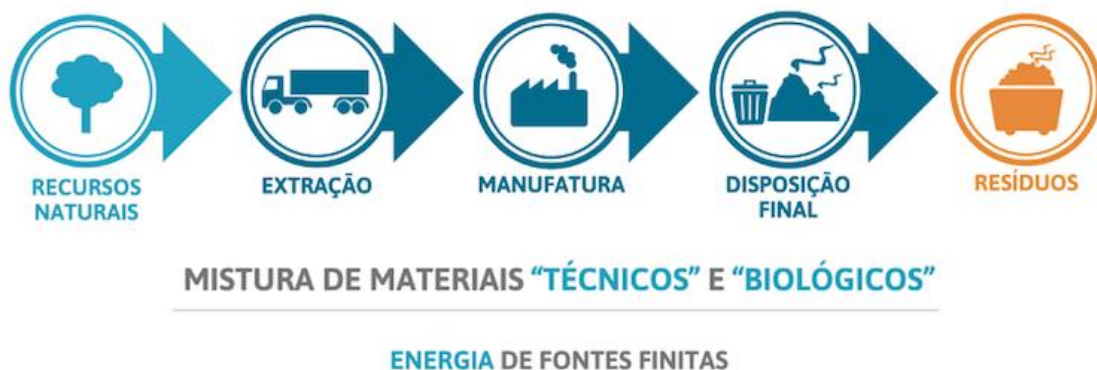 RECURSOS
NATURAIS
EXTRAÇÃO
MANUFATURA
DISPOSIÇÃO
FINAL
RESÍDUOS
MISTURA DE MATERIAIS “TÉCNICOS” E “BIOLÓGICOS”
ENERGIA DE FONTES FINITAS